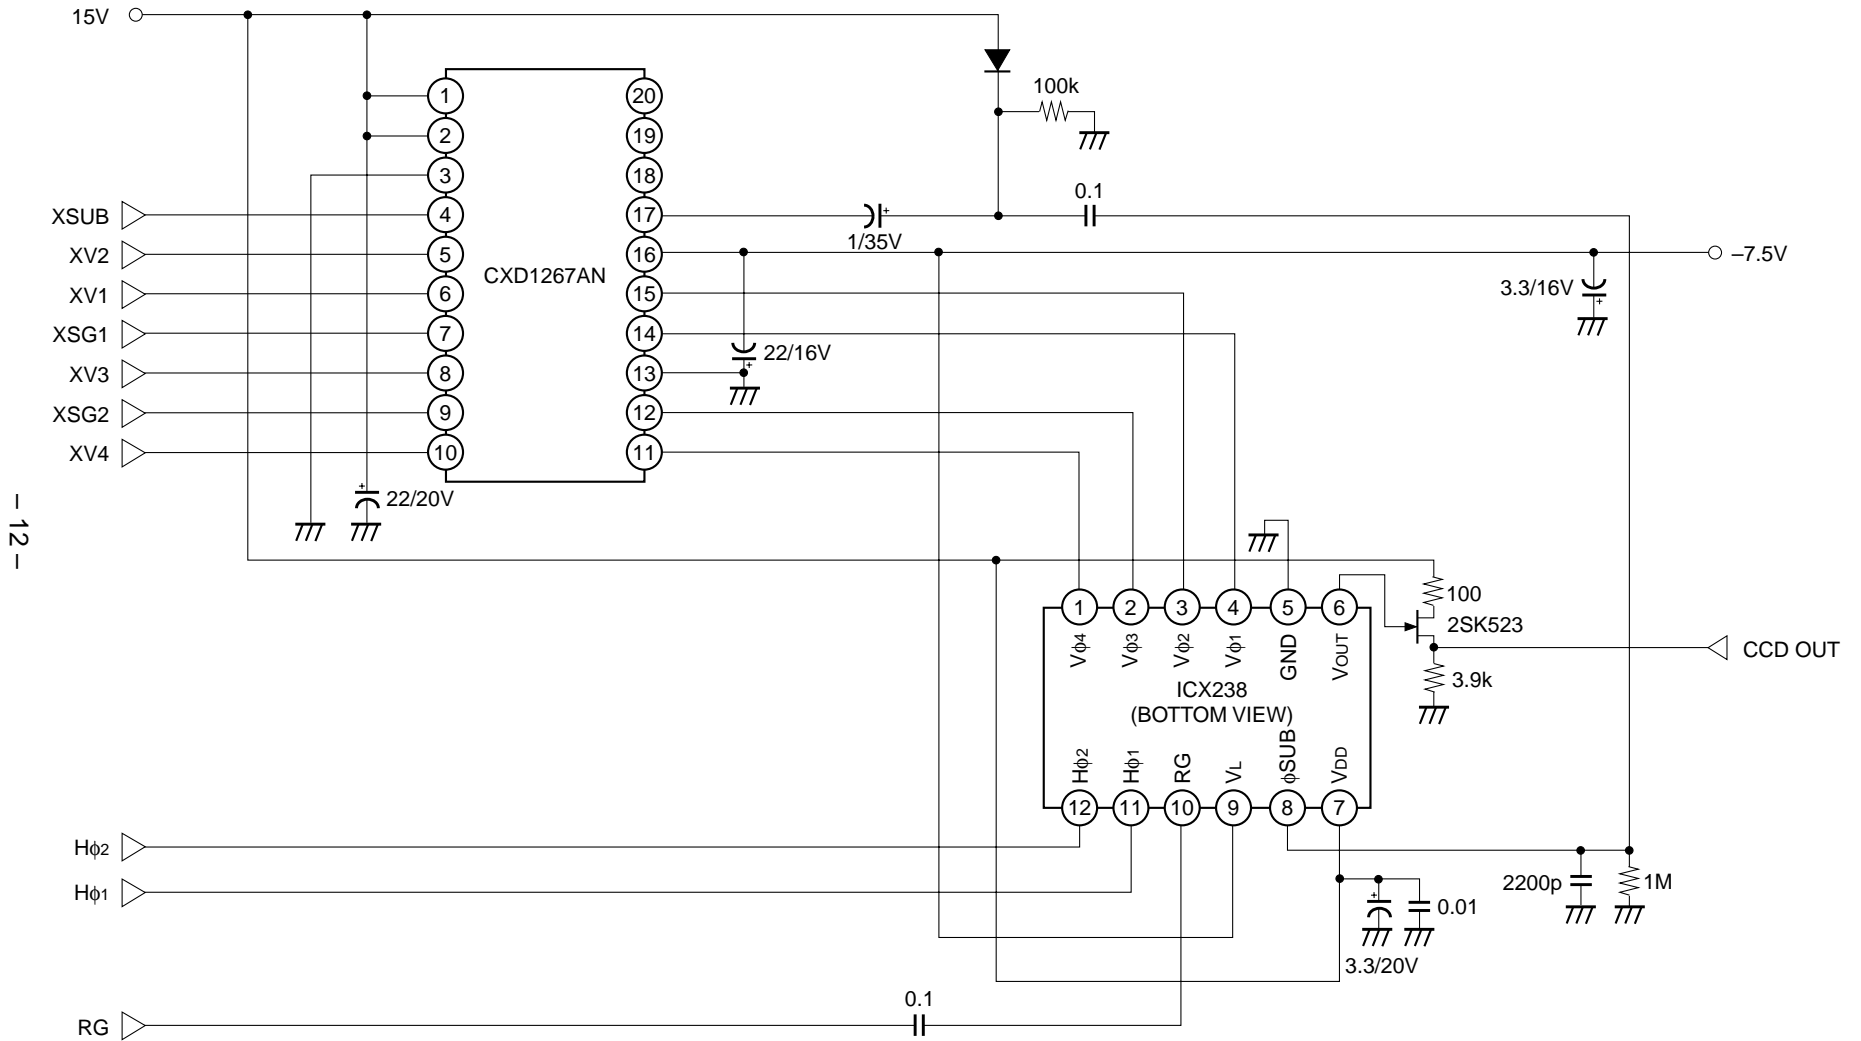 15V
1
2
3
4
5
6
7
8
9
10
20
19
18
17
16
15
14
13
12
11
CXD1267AN
XSUB
XV2
XV1
XSG1
XV3
XSG2
XV4
22/20V
100k
+
1/35V
0.1
–7.5V
3.3/16V
+
22/16V
+
+
– 12 –
1
2
3
4
5
6
Vϕ4
Vϕ3
Vϕ2
Vϕ1
GND
VOUT
ICX238
(BOTTOM VIEW)
Hϕ2
Hϕ1
RG
VL
ϕSUB
VDD
12
11
10
9
8
7
100
2SK523
CCD OUT
3.9k
Hϕ2
Hϕ1
2200p
1M
+
0.01
3.3/20V
0.1
RG